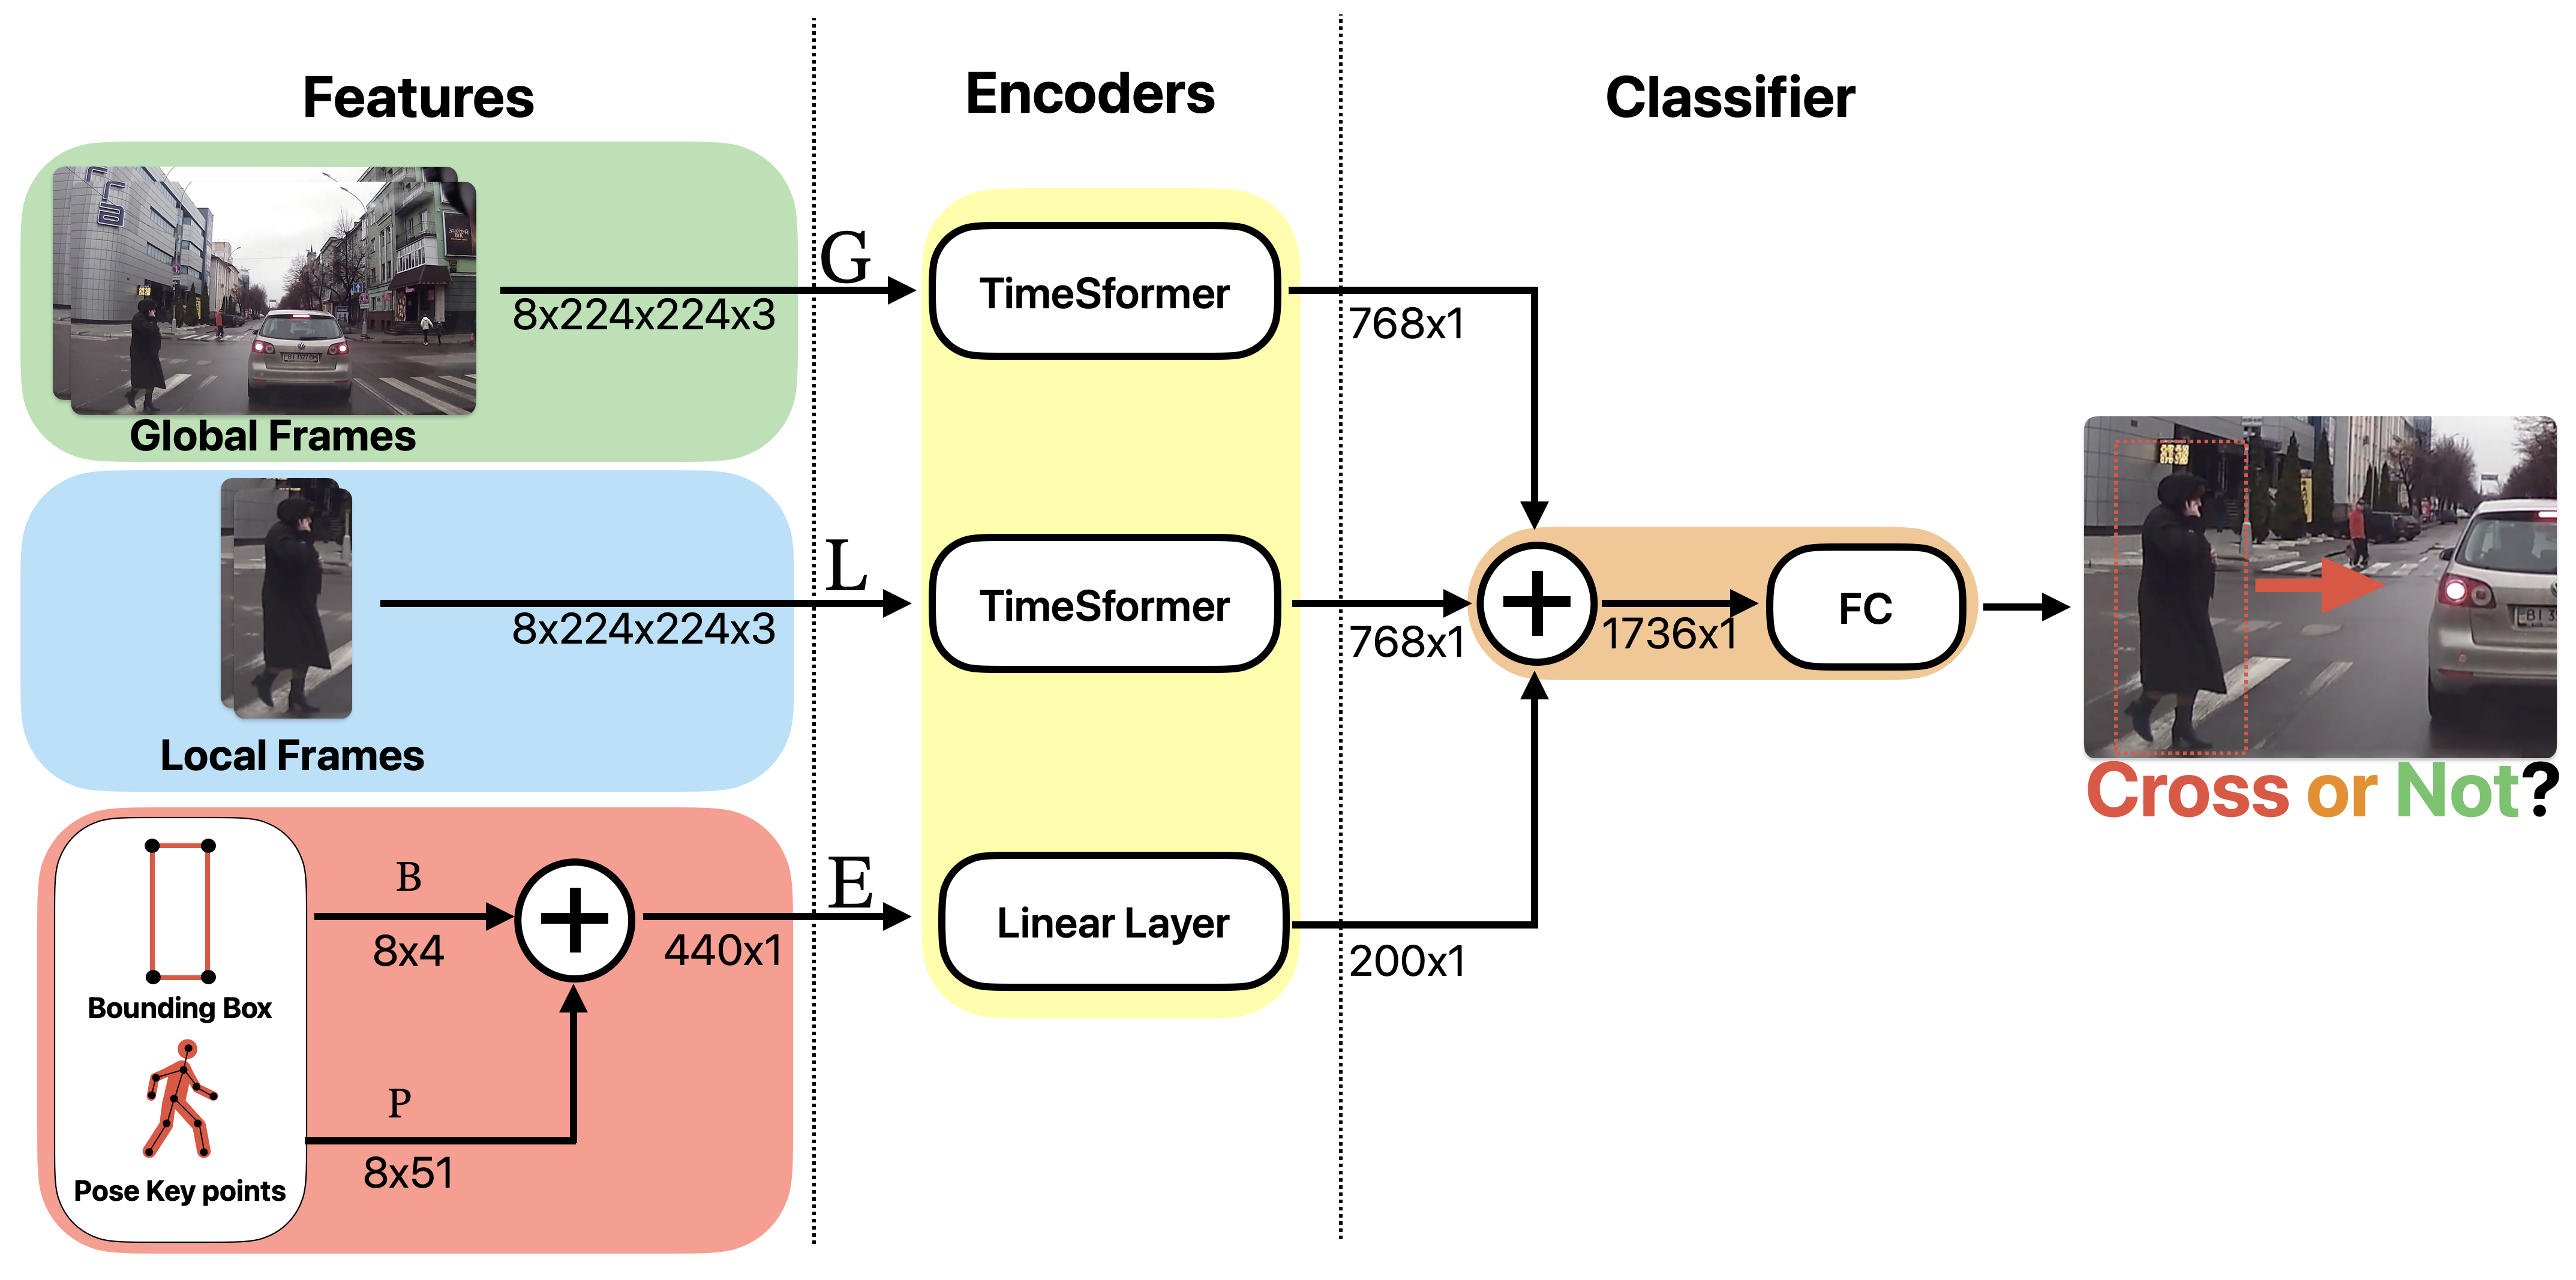 Features
Encoders
Classifier
Global Frames
8x224x224x3
G
TimeSformer
768x1
Local Frames
8x224x224x3
L
TimeSformer
768x1
1736x1
FC
Cross or Not?
Bounding Box
B
8x4
Pose Key points
P
8x51
440x1
E
Linear Layer
200x1